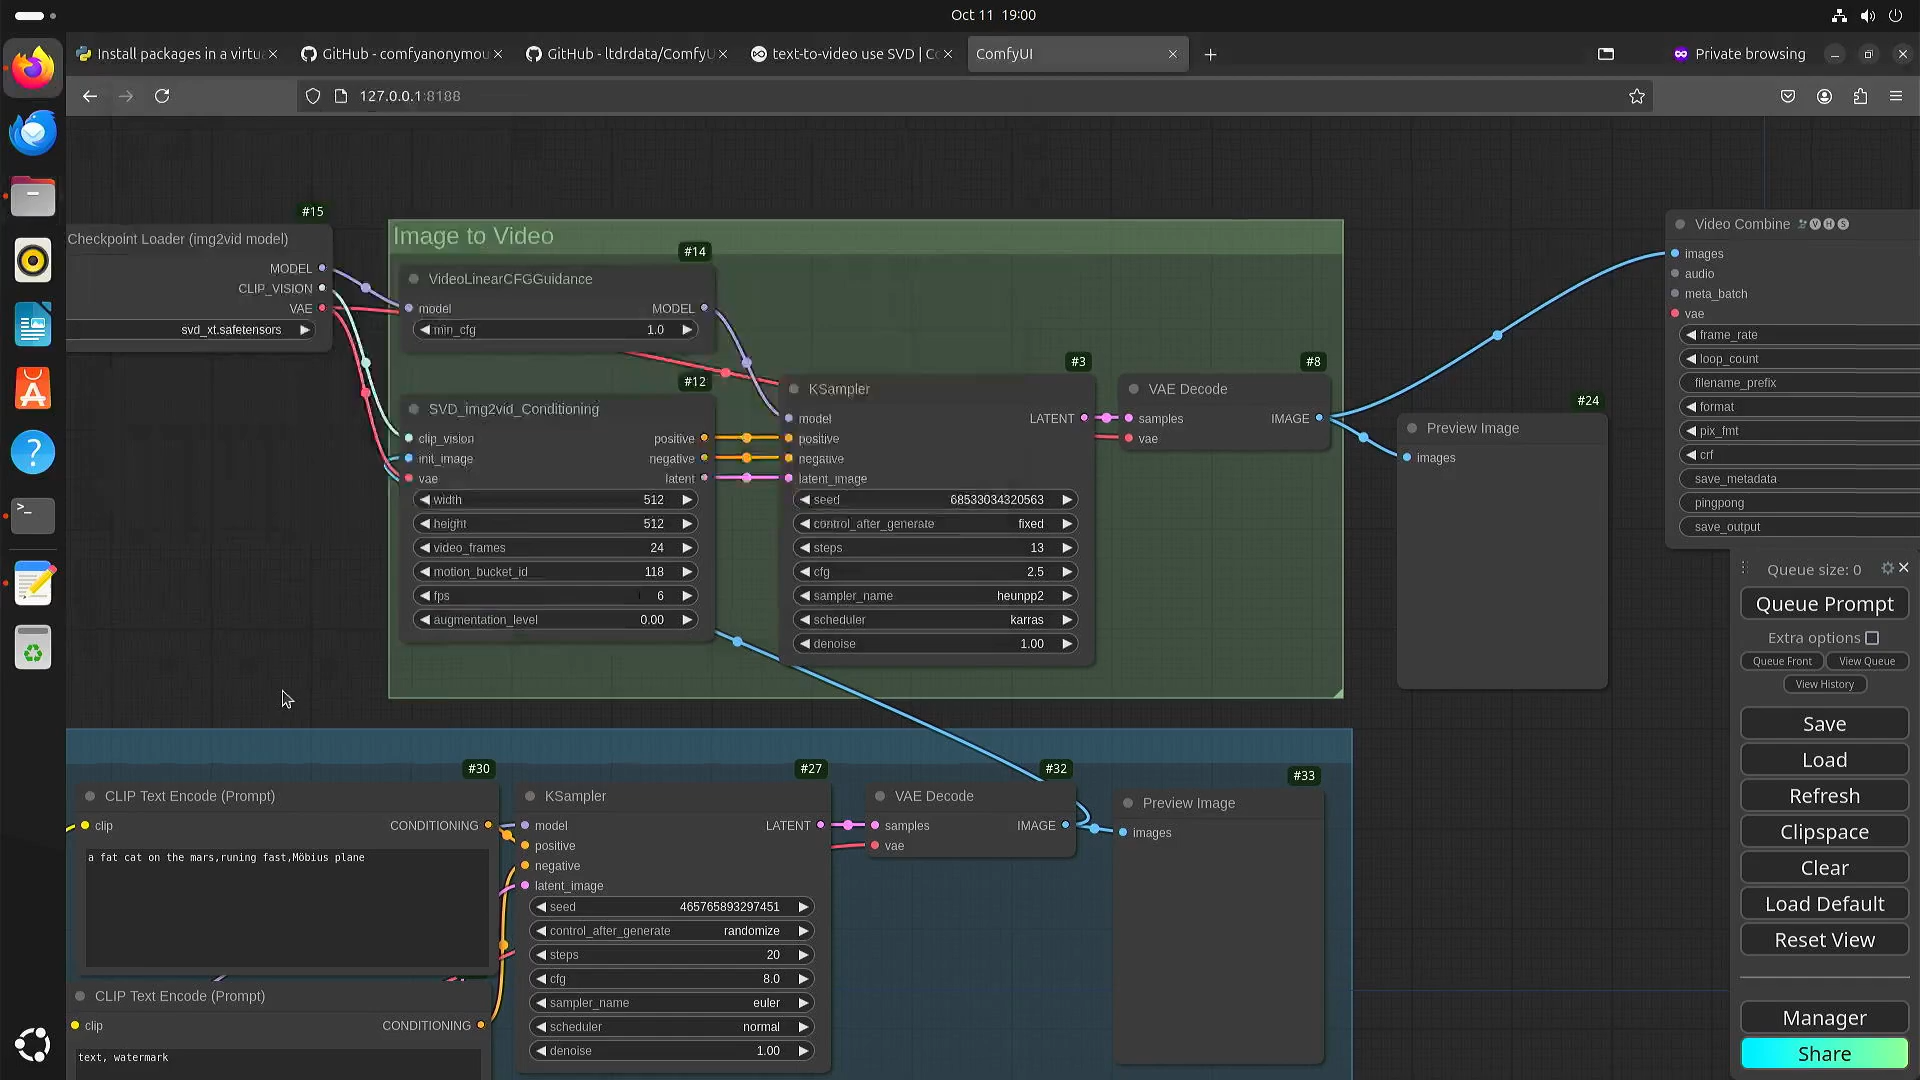 Oct 11 19:00
Install packages in a virtu
GitHub - comfyanonymou
GitHub - ltdrdata/ComfyU
text-to-video use SVD | Co
ComfyUI
Private browsing
127.0.0.1:8188
#15
Checkpoint Loader (img2vid model)
MODEL
CLIP_VISION
VAE
svd_xt.safetensors
Image to Video
#14
VideoLinearCFGGuidance
model
MODEL
min_cfg 1.0
#12
SVD_img2vid_Conditioning
clip_vision
positive
init_image
negative
vae
latent
width 512
height 512
video_frames 24
motion_bucket_id 118
fps 6
augmentation_level 0.00
#3
KSampler
model
LATENT
positive
negative
latent_image
seed 68533034320563
control_after_generate fixed
steps 13
cfg 2.5
sampler_name heunpp2
scheduler karras
denoise 1.00
#8
VAE Decode
samples
IMAGE
vae
#24
Preview Image
images
Video Combine VHS
images
audio
meta_batch
vae
frame_rate
loop_count
filename_prefix
format
pix_fmt
crf
save_metadata
pingpong
save_output
#30
CLIP Text Encode (Prompt)
clip
CONDITIONING
a fat cat on the mars,runing fast,Möbius plane
CLIP Text Encode (Prompt)
clip
CONDITIONING
text, watermark
#27
KSampler
model
LATENT
positive
negative
latent_image
seed 465765893297451
control_after_generate randomize
steps 20
cfg 8.0
sampler_name euler
scheduler normal
denoise 1.00
#32
VAE Decode
samples
IMAGE
vae
#33
Preview Image
images
Queue size: 0
Queue Prompt
Extra options
Queue Front
View Queue
View History
Save
Load
Refresh
Clipspace
Clear
Load Default
Reset View
Manager
Share